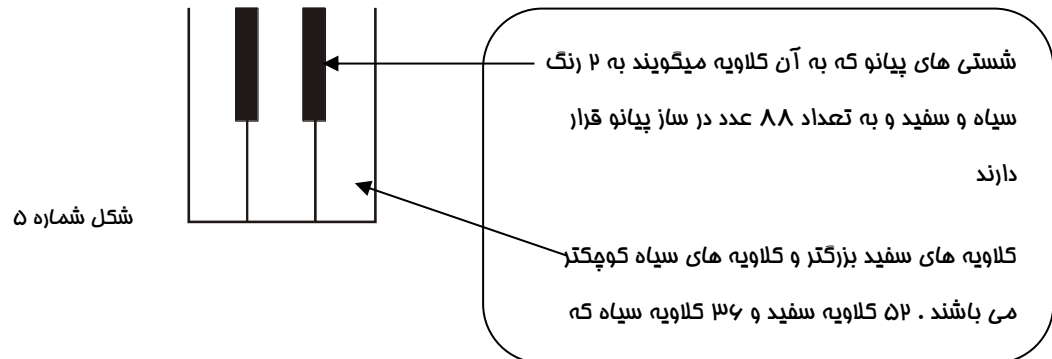 شستی های پیانو که به آن کلاویه میگویند به ۲ رنگ
سیاه و سفید و به تعداد ۸۸ عدد در ساز پیانو قرار
دارند
کلاویه های سفید بزرگتر و کلاویه های سیاه کوچکتر
می باشند . ۵۲ کلاویه سفید و ۳۶ کلاویه سیاه که
شکل شماره ۵